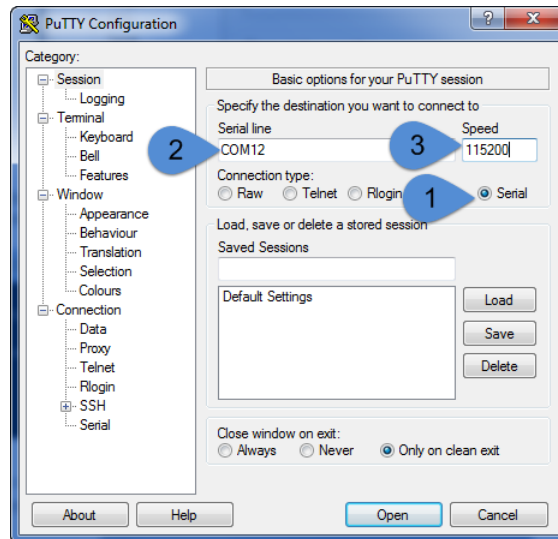 PuTTY Configuration
?
X
Category:
Session
Logging
Terminal
Keyboard
Bell
Features
Window
Appearance
Behaviour
Translation
Selection
Colours
Connection
Data
Proxy
Telnet
Rlogin
SSH
Serial
Basic options for your PuTTY session
Specify the destination you want to connect to
Serial line
Speed
2
COM12
3
115200
Connection type:
Raw
Telnet
Rlogin
1
Serial
Load, save or delete a stored session
Saved Sessions
Default Settings
Load
Save
Delete
Close window on exit:
Always
Never
Only on clean exit
About
Help
Open
Cancel